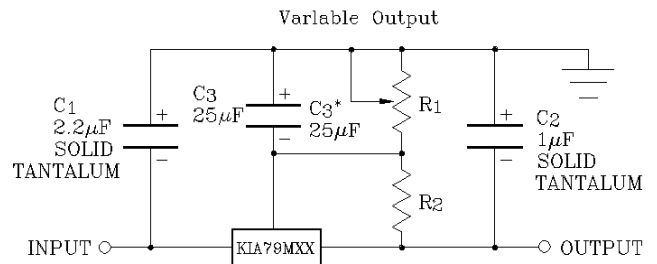 Varlable Output
C1
2.2μF
SOLID
TANTALUM
+
−
C3
25μF
+
−
C3*
25μF
R1
R2
+
−
C2
1μF
SOLID
TANTALUM
INPUT
KIA79MXX
OUTPUT